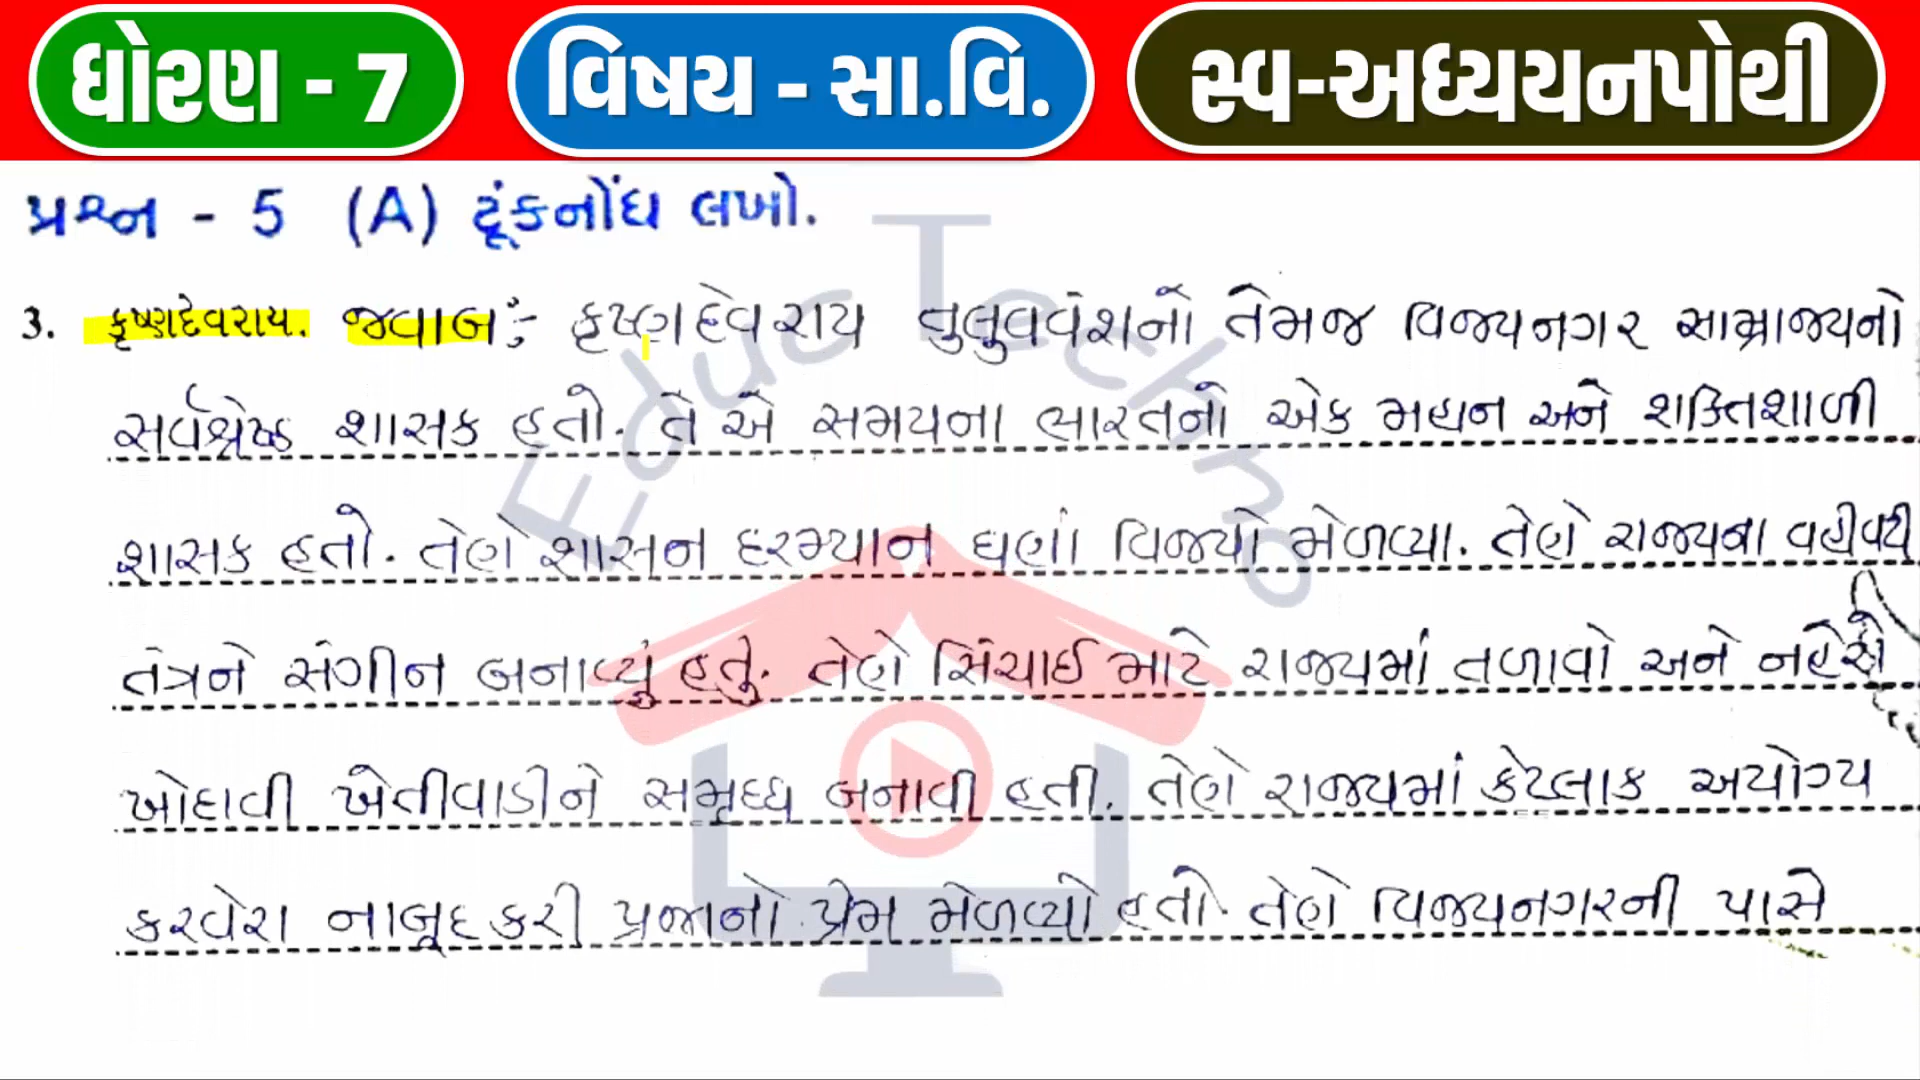 ધોરણ - 7 વિષય - સા.વિ. સ્વ-અધ્યયનપોથી
પ્રશ્ન - 5 (A) ટૂંકનોંધ લખો.
3. કૃષ્ણદેવરાય. જવાબઃ- કૃષ્ણદેવરાય તુલુવવંશનો તેમજ વિજયનગર સામ્રાજ્યનો
સર્વશ્રેષ્ઠ શાસક હતો. તે એ સમયના ભારતનો એક મહાન અને શક્તિશાળી
શાસક હતો. તેણે શાસન દરમ્યાન ઘણાં વિજયો મેળવ્યા. તેણે રાજ્યના વહીવટી
તંત્રને સંગીન બનાવ્યું હતું. તેણે સિંચાઈ માટે રાજ્યમાં તળાવો અને નહેરો
ખોદાવી ખેતીવાડીને સમૃધ્ધ બનાવી હતી. તેણે રાજ્યમાં કેટલાક અયોગ્ય
કરવેરા નાબૂદ કરી પ્રજાનો પ્રેમ મેળવ્યો હતો. તેણે વિજયનગરની પાસે
Educ Techno